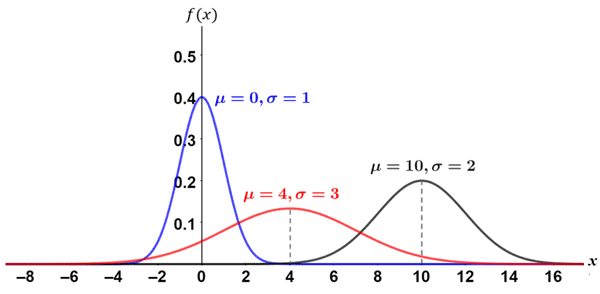 f(x)
0.5
0.4
μ = 0, σ = 1
0.3
μ = 10, σ = 2
0.2
μ = 4, σ = 3
0.1
x
−8 −6 −4 −2 0 2 4 6 8 10 12 14 16